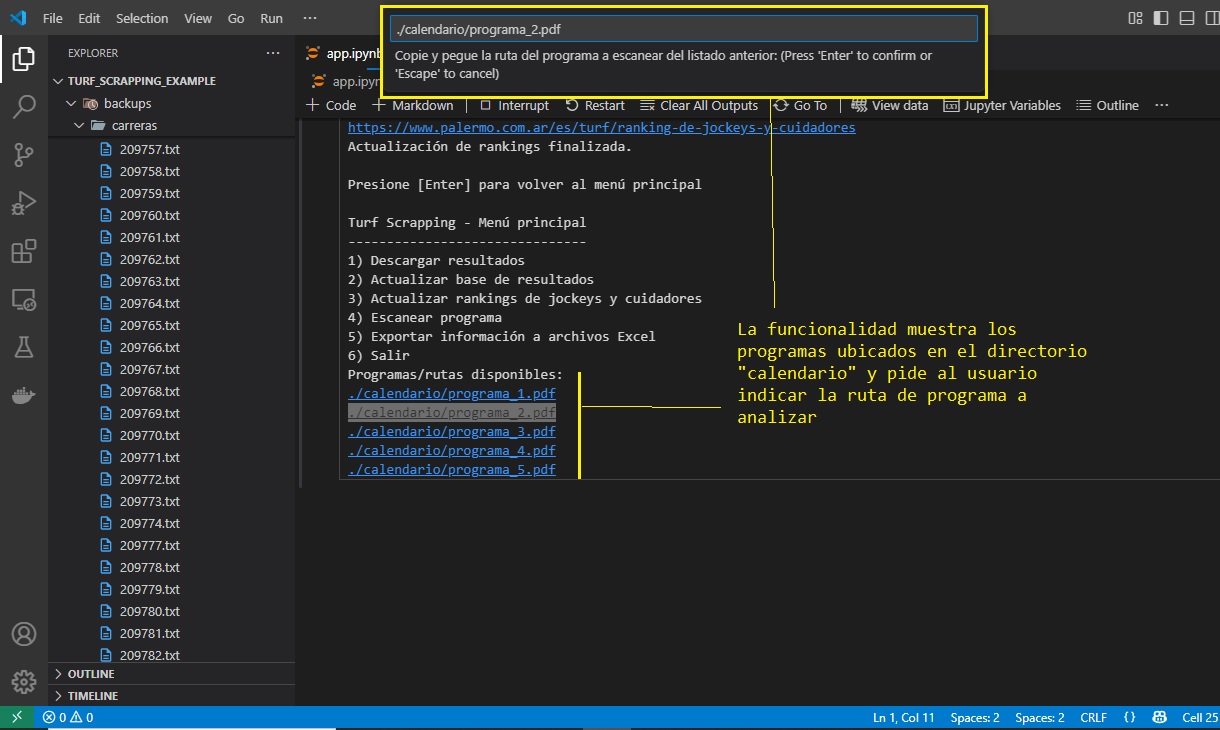 File Edit Selection View Go Run ···
./calendario/programa_2.pdf
Copie y pegue la ruta del programa a escanear del listado anterior: (Press 'Enter' to confirm or
'Escape' to cancel)
EXPLORER ···
TURF_SCRAPPING_EXAMPLE
backups
carreras
209757.txt
209758.txt
209759.txt
209760.txt
209761.txt
209762.txt
209763.txt
209764.txt
209765.txt
209766.txt
209767.txt
209768.txt
209769.txt
209770.txt
209771.txt
209772.txt
209773.txt
209774.txt
209777.txt
209778.txt
209779.txt
209780.txt
209781.txt
209782.txt
OUTLINE
TIMELINE
app.ipynb
app.ipyn
+ Code + Markdown Interrupt Restart Clear All Outputs Go To View data Jupyter Variables Outline ···
https://www.palermo.com.ar/es/turf/ranking-de-jockeys-y-cuidadores
Actualización de rankings finalizada.
Presione [Enter] para volver al menú principal
Turf Scrapping - Menú principal
-------------------------------
1) Descargar resultados
2) Actualizar base de resultados
3) Actualizar rankings de jockeys y cuidadores
4) Escanear programa
5) Exportar información a archivos Excel
6) Salir
Programas/rutas disponibles:
./calendario/programa_1.pdf
./calendario/programa_2.pdf
./calendario/programa_3.pdf
./calendario/programa_4.pdf
./calendario/programa_5.pdf
La funcionalidad muestra los
programas ubicados en el directorio
"calendario" y pide al usuario
indicar la ruta de programa a
analizar
0 0 Ln 1, Col 11 Spaces: 2 Spaces: 2 CRLF {} Cell 25